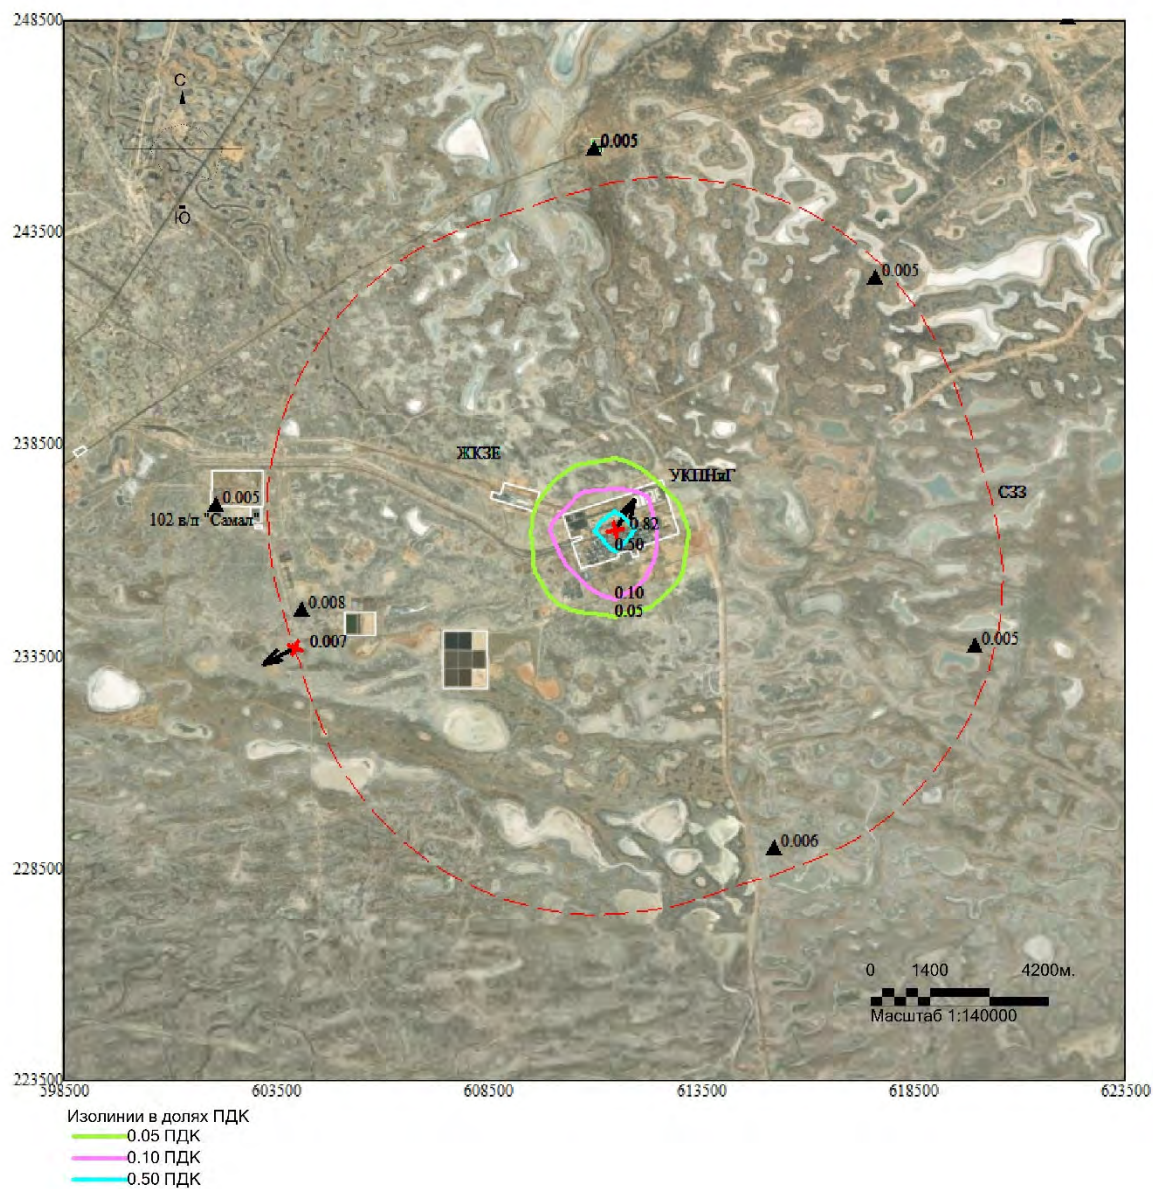 248500
С
0.005
Ю
243500
0.005
238500
ЖКЗЕ
УКПНиГ
СЗЗ
0.005
102 в/п "Самал"
0.82
0.50
0.10
0.05
0.008
0.007
0.005
233500
0.006
228500
0 1400 4200м.
Масштаб 1:140000
223500
598500 603500 608500 613500 618500 623500
Изолинии в долях ПДК
0.05 ПДК
0.10 ПДК
0.50 ПДК